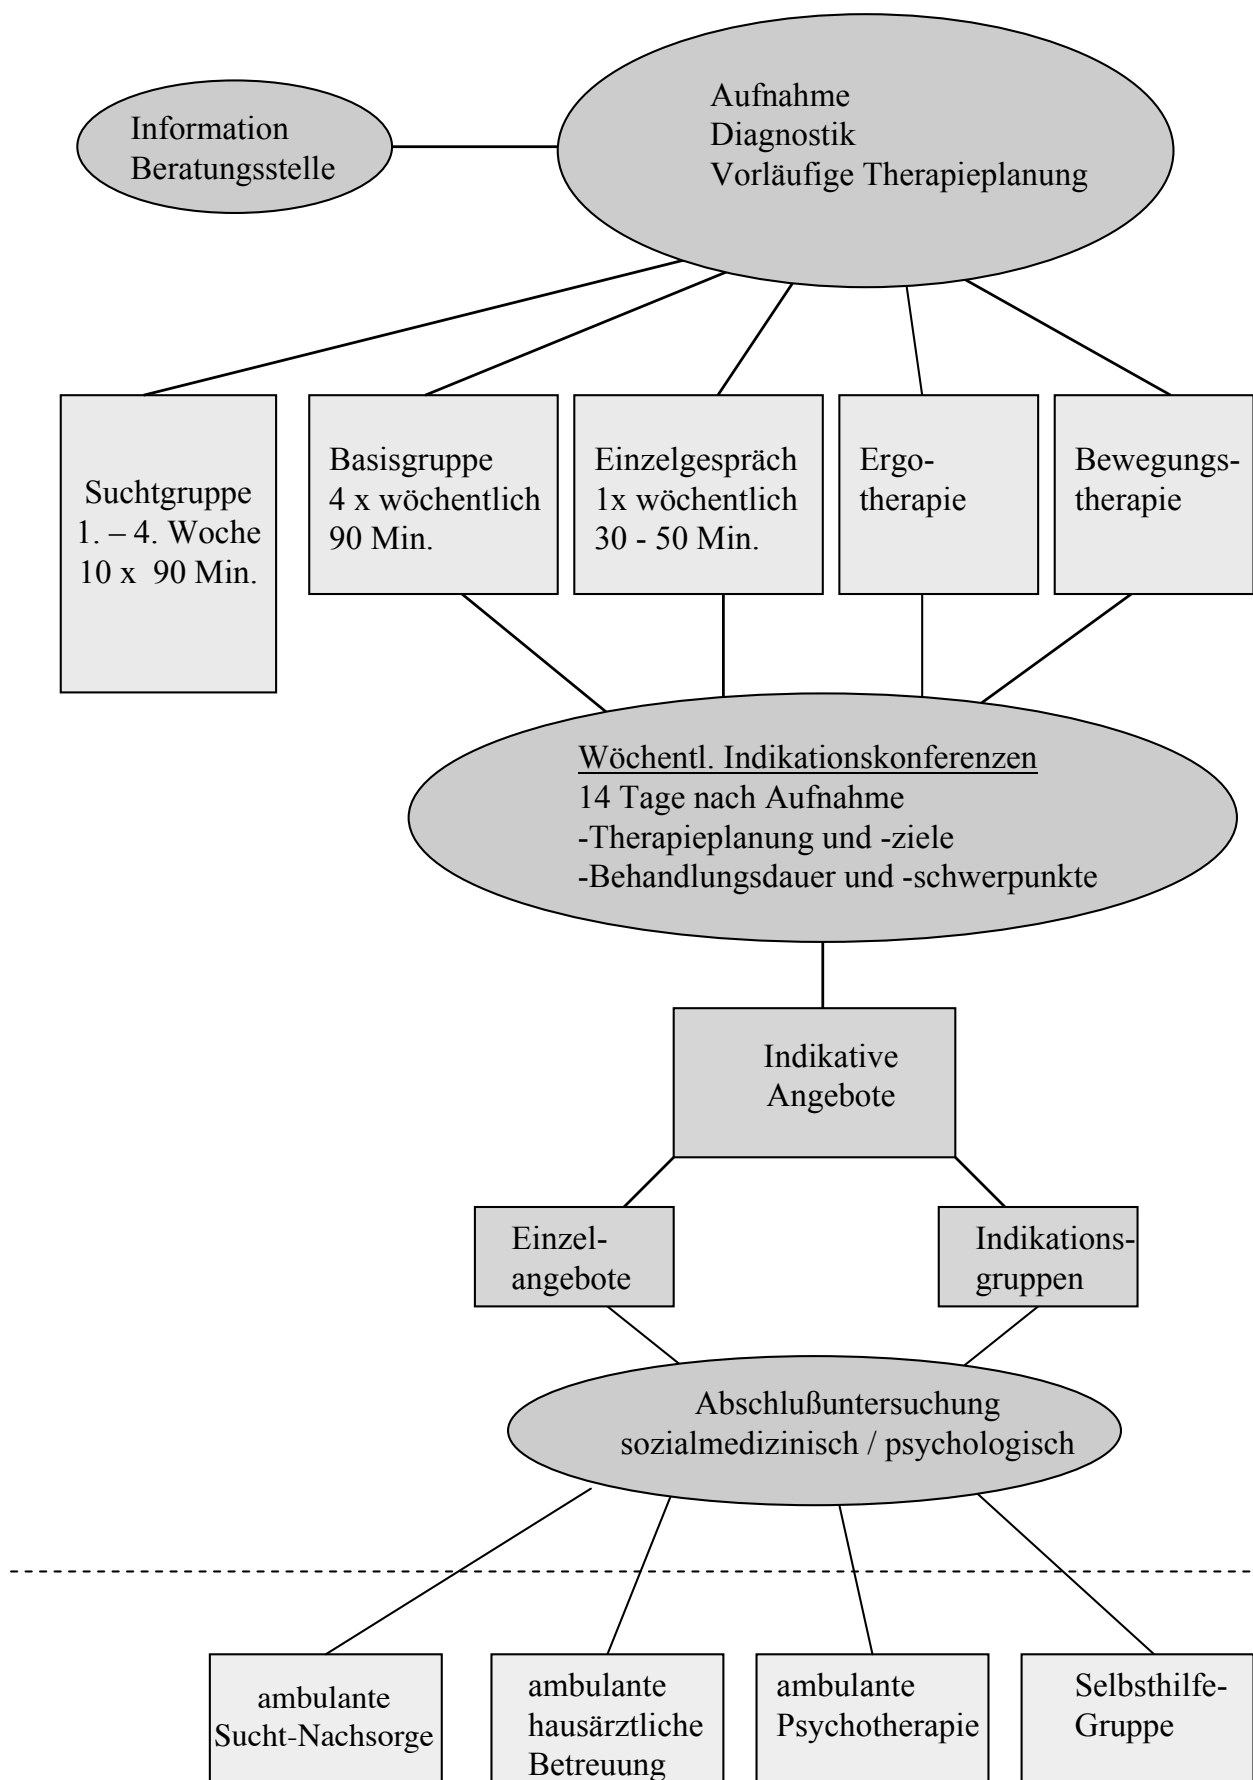 Information
Beratungsstelle
Aufnahme
Diagnostik
Vorläufige Therapieplanung
Suchtgruppe
1. – 4. Woche
10 x  90 Min.
Basisgruppe
4 x wöchentlich
90 Min.
Einzelgespräch
1x wöchentlich
30 - 50 Min.
Ergo-
therapie
Bewegungs-
therapie
Wöchentl. Indikationskonferenzen
14 Tage nach Aufnahme
-Therapieplanung und -ziele
-Behandlungsdauer und -schwerpunkte
Indikative
Angebote
Einzel-
angebote
Indikations-
gruppen
Abschlußuntersuchung
sozialmedizinisch / psychologisch
ambulante
Sucht-Nachsorge
ambulante
hausärztliche
Betreuung
ambulante
Psychotherapie
Selbsthilfe-
Gruppe